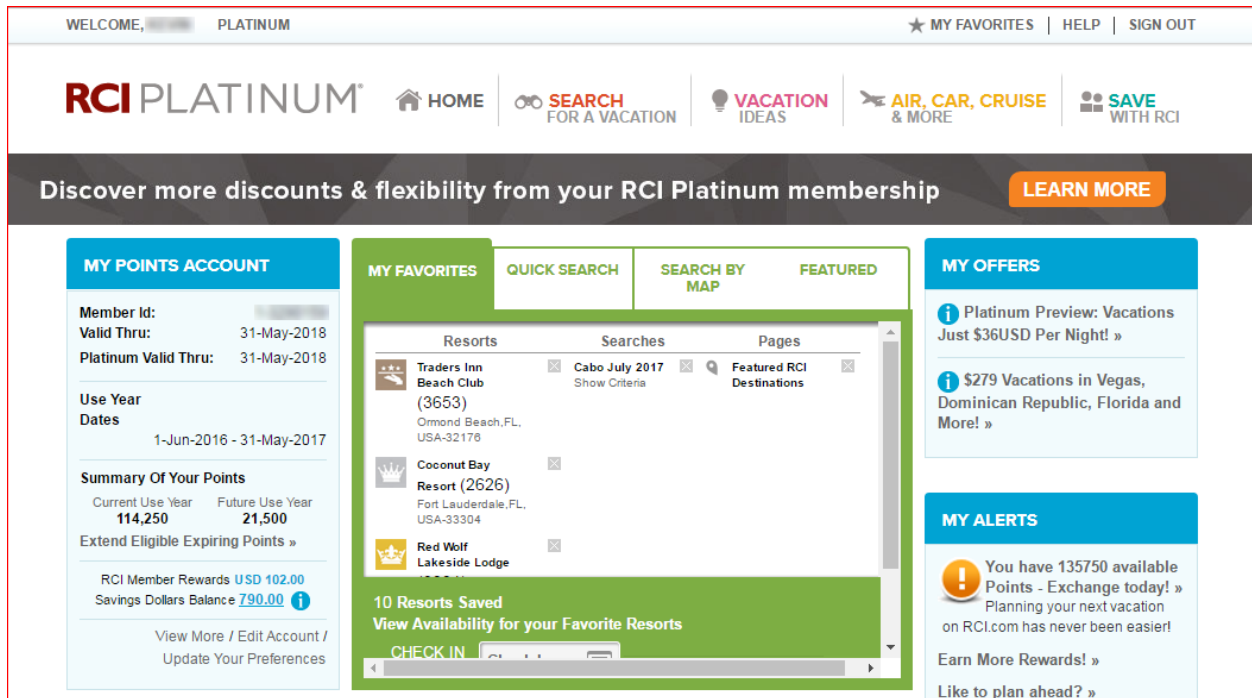 WELCOME, PLATINUM
MY FAVORITES | HELP | SIGN OUT
RCI PLATINUM®
HOME
SEARCH
FOR A VACATION
VACATION
IDEAS
AIR, CAR, CRUISE
& MORE
SAVE
WITH RCI
Discover more discounts & flexibility from your RCI Platinum membership
LEARN MORE
MY POINTS ACCOUNT
Member Id:
Valid Thru: 31-May-2018
Platinum Valid Thru: 31-May-2018
Use Year
Dates
1-Jun-2016 - 31-May-2017
Summary Of Your Points
Current Use Year Future Use Year
114,250 21,500
Extend Eligible Expiring Points »
RCI Member Rewards USD 102.00
Savings Dollars Balance 790.00
View More / Edit Account /
Update Your Preferences
MY FAVORITES
QUICK SEARCH
SEARCH BY
MAP
FEATURED
Resorts Searches Pages
Traders Inn
Beach Club
(3653)
Ormond Beach,FL,
USA-32176
Cabo July 2017
Show Criteria
Featured RCI
Destinations
Coconut Bay
Resort (2626)
Fort Lauderdale,FL,
USA-33304
Red Wolf
Lakeside Lodge
10 Resorts Saved
View Availability for your Favorite Resorts
CHECK IN
MY OFFERS
Platinum Preview: Vacations
Just $36USD Per Night! »
$279 Vacations in Vegas,
Dominican Republic, Florida and
More! »
MY ALERTS
You have 135750 available
Points - Exchange today! »
Planning your next vacation
on RCI.com has never been easier!
Earn More Rewards! »
Like to plan ahead? »